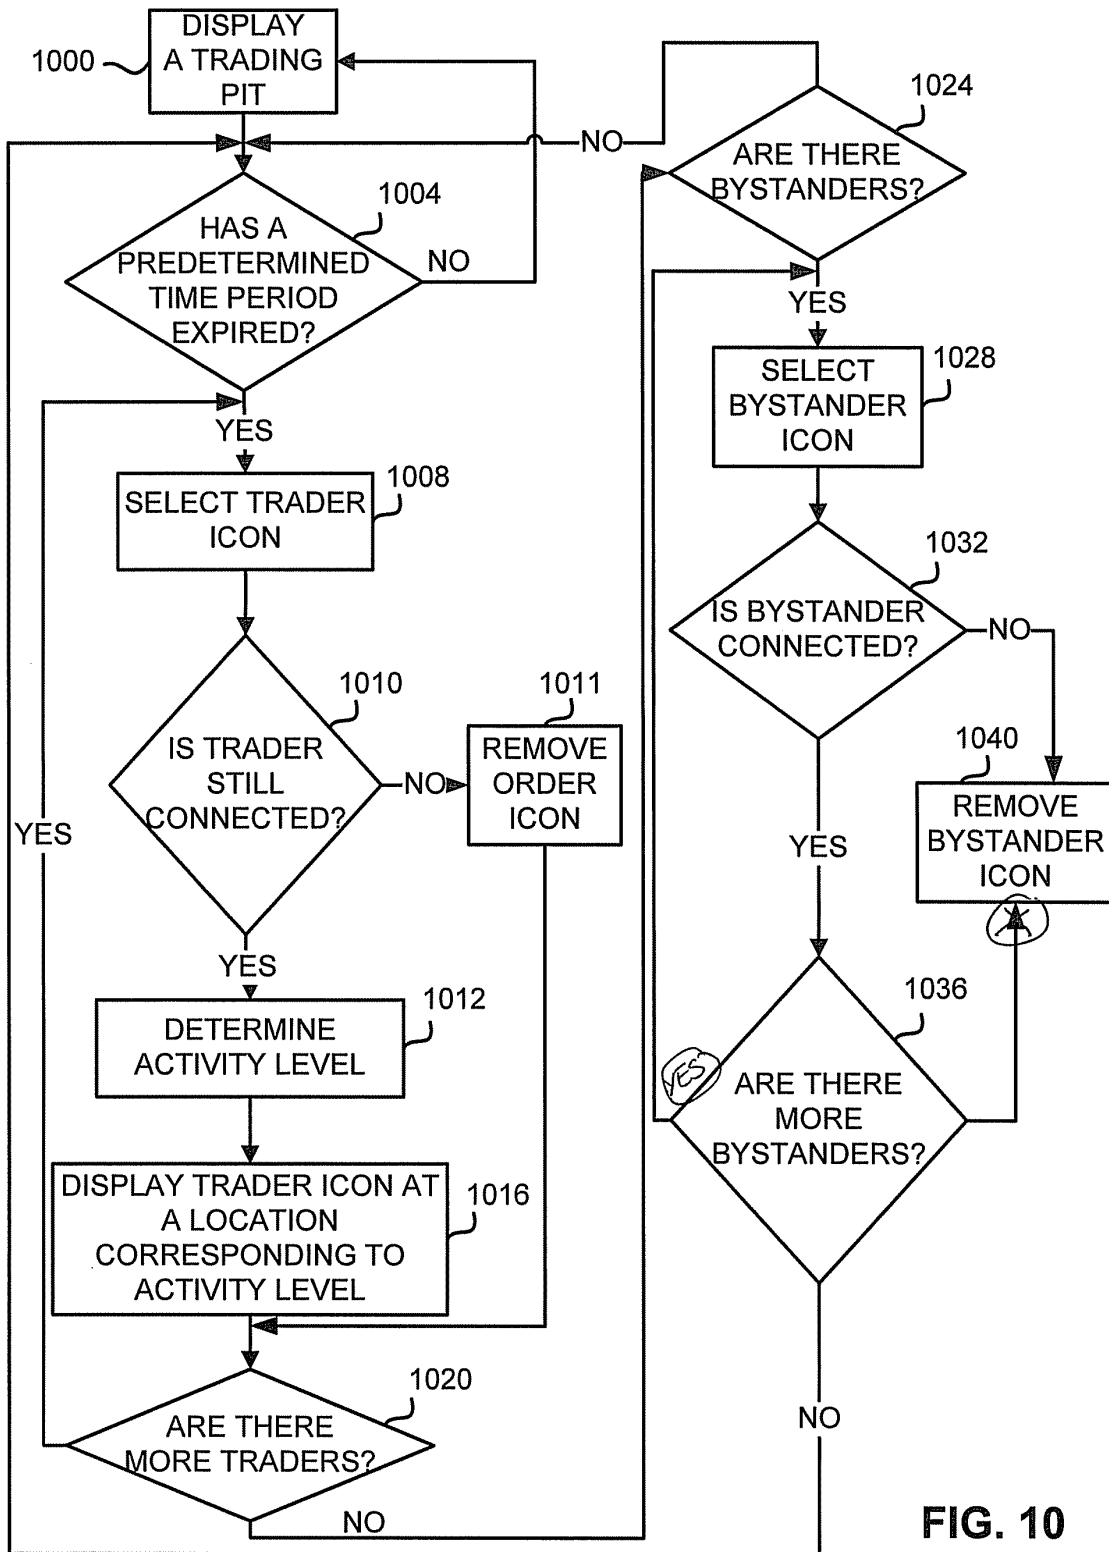 DISPLAY
A TRADING
PIT
1000
HAS A
PREDETERMINED
TIME PERIOD
EXPIRED?
1004
NO
YES
SELECT TRADER
ICON
1008
IS TRADER
STILL
CONNECTED?
1010
NO
REMOVE
ORDER
ICON
1011
YES
DETERMINE
ACTIVITY LEVEL
1012
DISPLAY TRADER ICON AT
A LOCATION
CORRESPONDING TO
ACTIVITY LEVEL
1016
ARE THERE
MORE TRADERS?
1020
YES
NO
ARE THERE
BYSTANDERS?
1024
NO
YES
SELECT
BYSTANDER
ICON
1028
IS BYSTANDER
CONNECTED?
1032
NO
REMOVE
BYSTANDER
ICON
1040
YES
ARE THERE
MORE
BYSTANDERS?
1036
YES
NO
FIG. 10